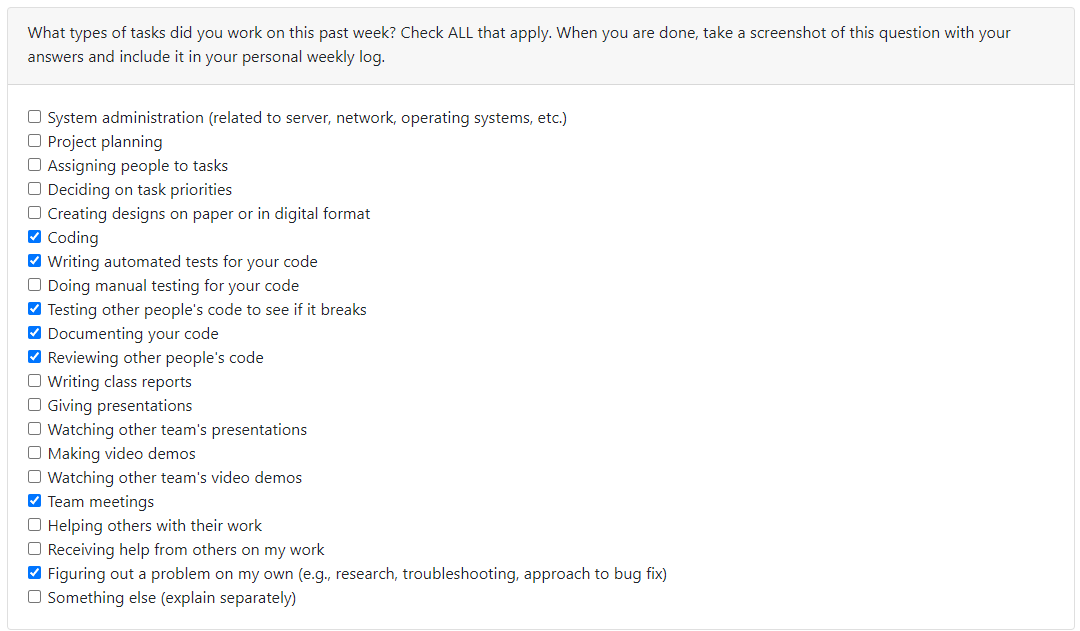 What types of tasks did you work on this past week? Check ALL that apply. When you are done, take a screenshot of this question with your
answers and include it in your personal weekly log.
System administration (related to server, network, operating systems, etc.)
Project planning
Assigning people to tasks
Deciding on task priorities
Creating designs on paper or in digital format
Coding
Writing automated tests for your code
Doing manual testing for your code
Testing other people's code to see if it breaks
Documenting your code
Reviewing other people's code
Writing class reports
Giving presentations
Watching other team's presentations
Making video demos
Watching other team's video demos
Team meetings
Helping others with their work
Receiving help from others on my work
Figuring out a problem on my own (e.g., research, troubleshooting, approach to bug fix)
Something else (explain separately)